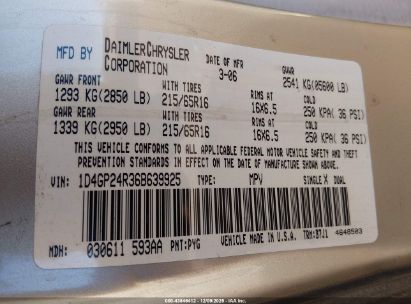 MFD BY DAIMLERCHRYSLER CORPORATION DATE OF MFR 3-06 GVWR 2541 KG(05600 LB)
GAWR FRONT WITH TIRES RIMS AT COLD
1293 KG(2850 LB) 215/65R16 16X6.5 250 KPA( 36 PSI)
GAWR REAR WITH TIRES RIMS AT COLD
1339 KG(2950 LB) 215/65R16 16X6.5 250 KPA( 36 PSI)
THIS VEHICLE CONFORMS TO ALL APPLICABLE FEDERAL MOTOR VEHICLE SAFETY AND THEFT
PREVENTION STANDARDS IN EFFECT ON THE DATE OF MANUFACTURE SHOWN ABOVE.
VIN: 1D4GP24R36B639925 TYPE: MPV SINGLE X DUAL
MDH: 030611 593AA PNT: PYG VEHICLE MADE IN U.S.A. TRM: B7J1 4648503